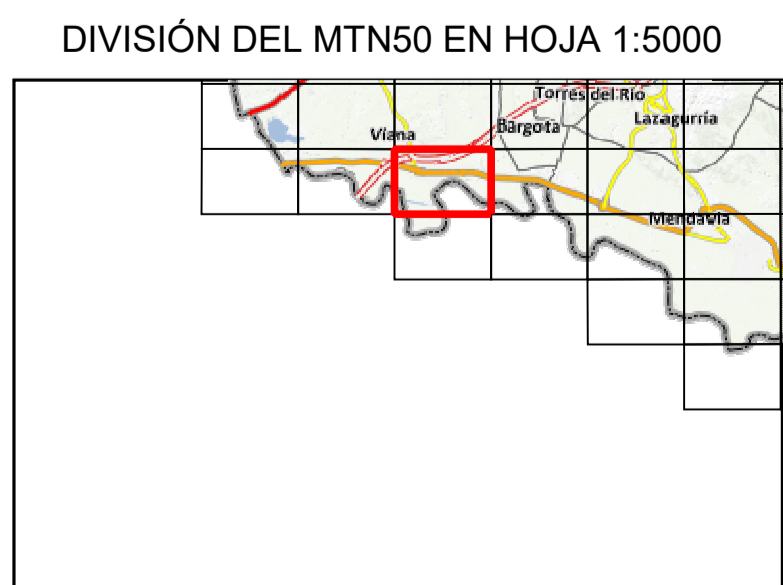 DIVISIÓN DEL MTN50 EN HOJA 1:5000
Torres del Río
Lazagurría
Bargota
Viana
Mendavia